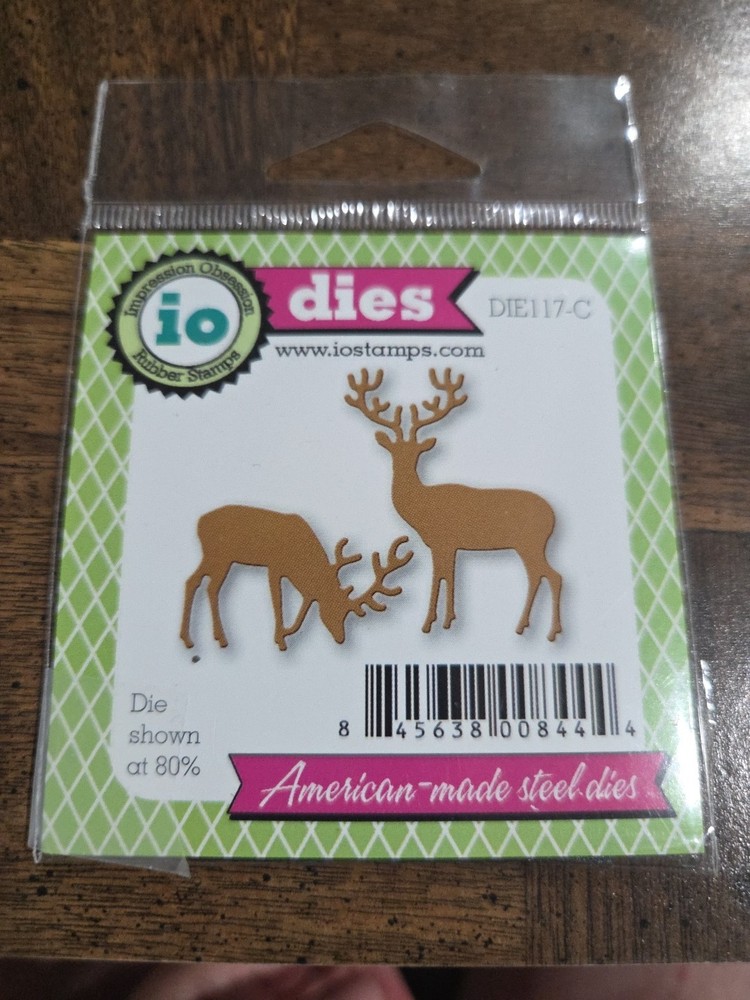 Impression Obsession
io
Rubber Stamps
dies
DIE117-C
www.iostamps.com
Die
shown
at 80%
8 45638 00844 4
American-made steel dies